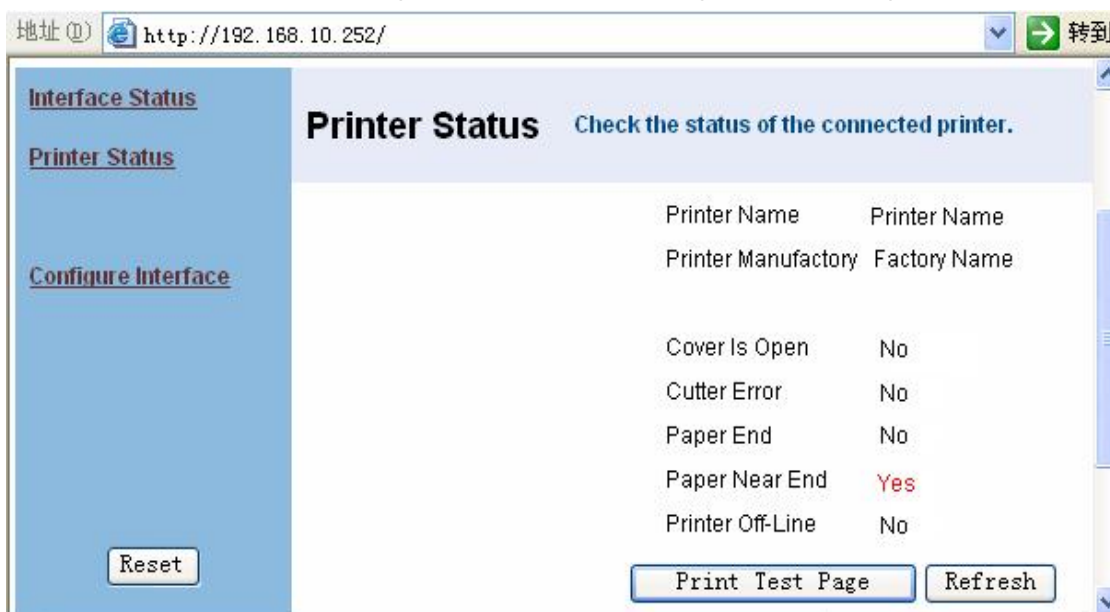 地址(D) http://192.168.10.252/ 转到
Interface Status
Printer Status
Configure Interface
Reset
Printer Status Check the status of the connected printer.
Printer Name Printer Name
Printer Manufactory Factory Name
Cover Is Open No
Cutter Error No
Paper End No
Paper Near End Yes
Printer Off-Line No
Print Test Page Refresh